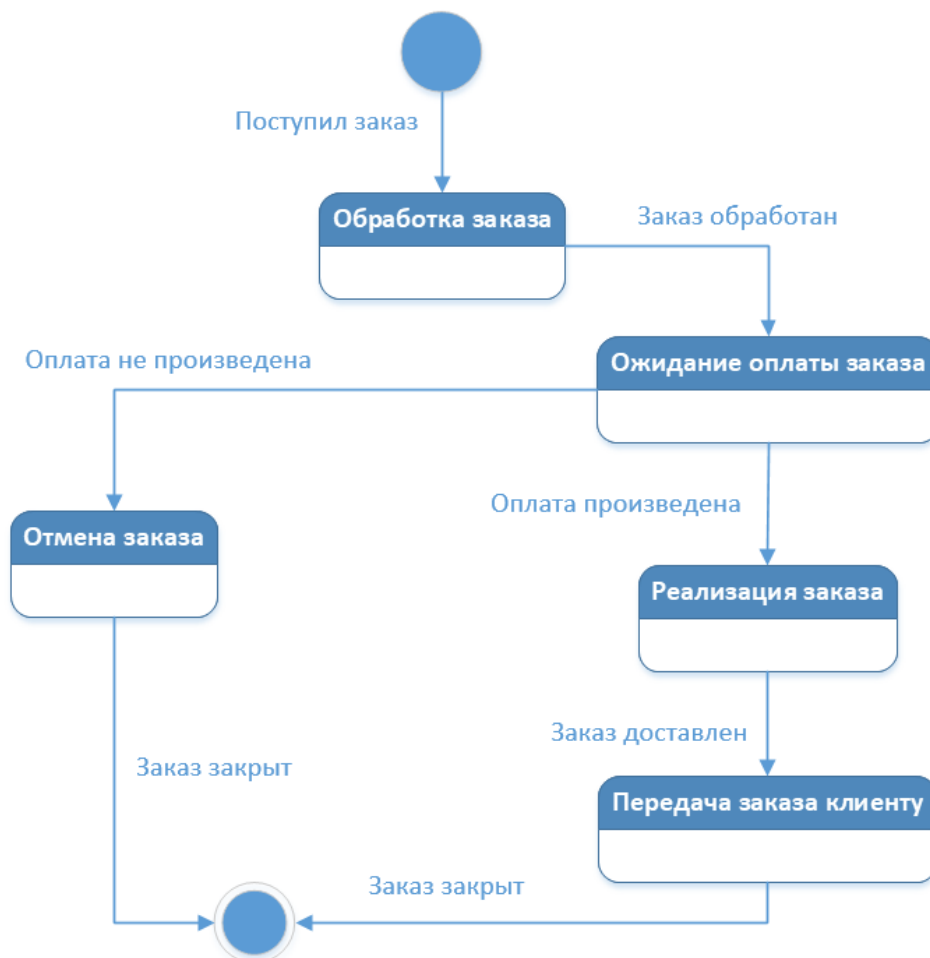 Поступил заказ
Обработка заказа
Заказ обработан
Оплата не произведена
Ожидание оплаты заказа
Оплата произведена
Отмена заказа
Реализация заказа
Заказ доставлен
Заказ закрыт
Передача заказа клиенту
Заказ закрыт